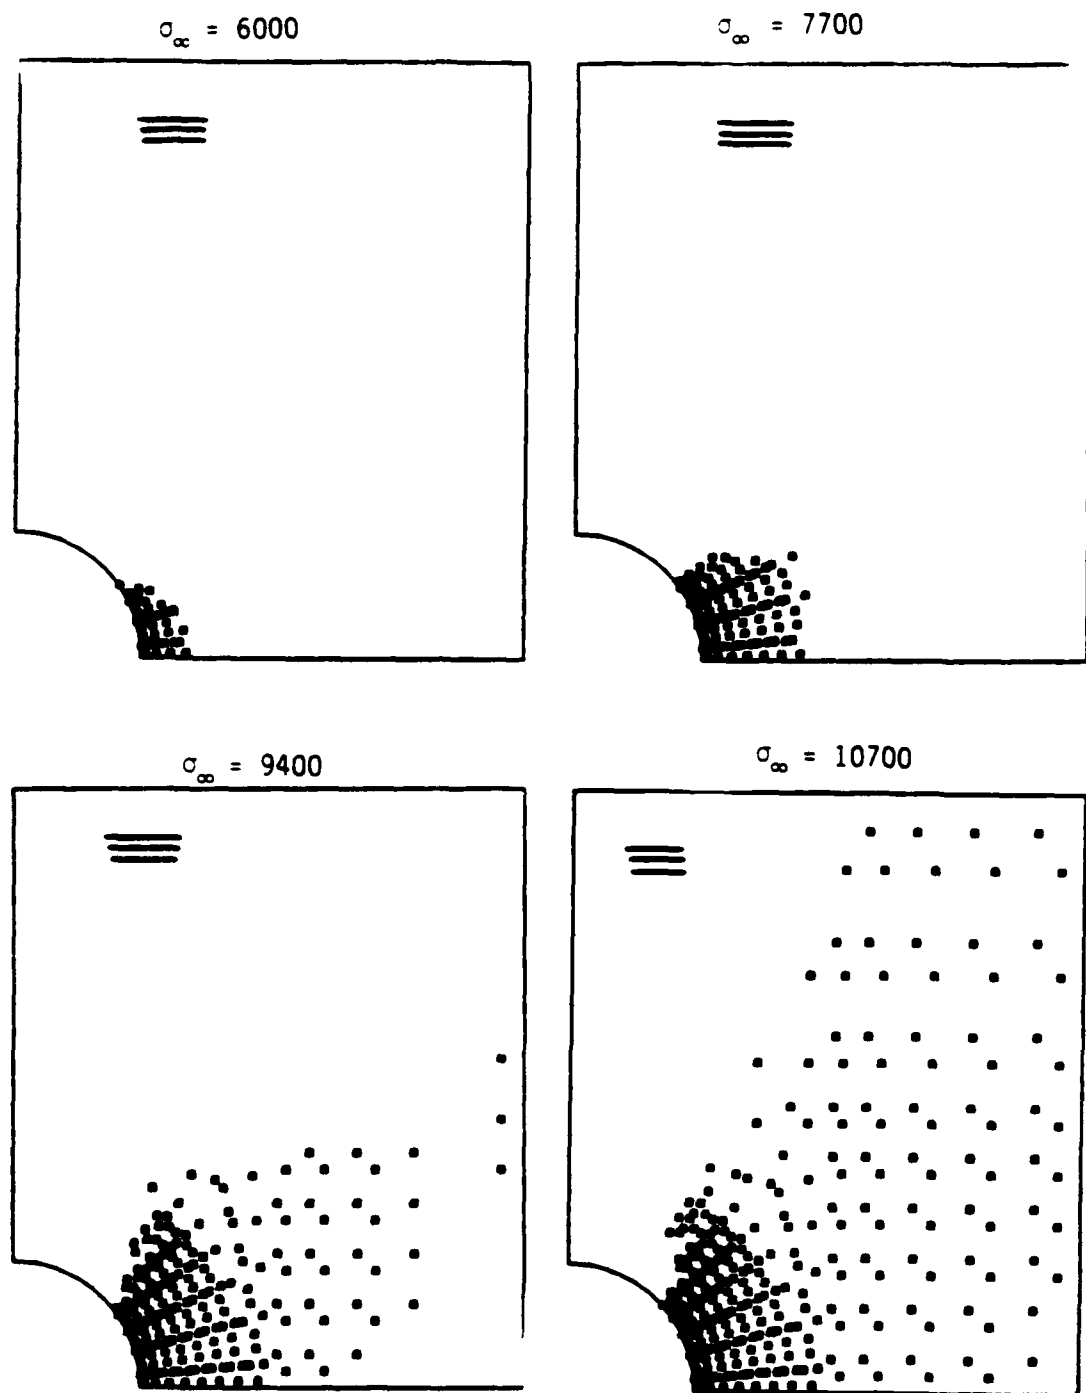 σ∞ = 6000
σ∞ = 7700
σ∞ = 9400
σ∞ = 10700